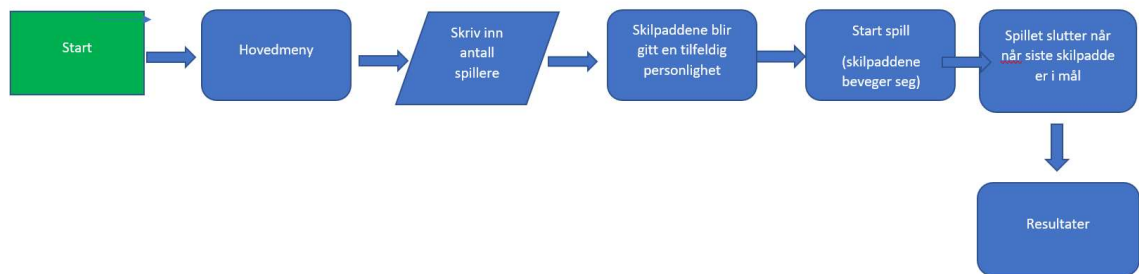 Start
Hovedmeny
Skriv inn
antall
spillere
Skilpaddene blir
gitt en tilfeldig
personlighet
Start spill
(skilpaddene
beveger seg)
Spillet slutter når
når siste skilpadde
er i mål
Resultater